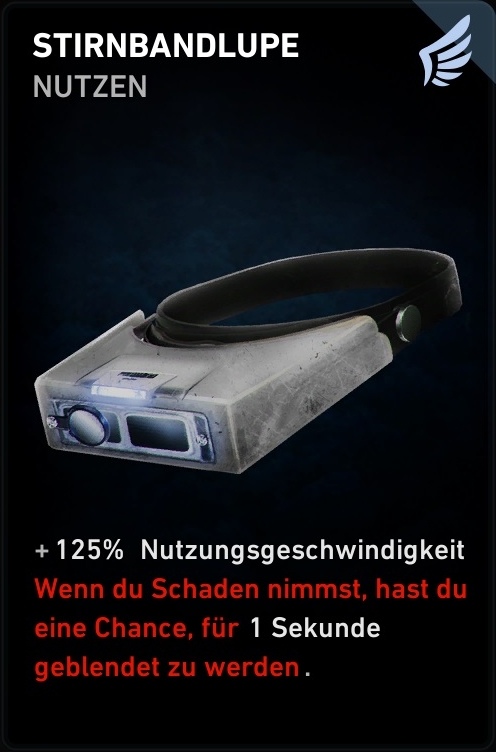 STIRNBANDLUPE
NUTZEN
+ 125% Nutzungsgeschwindigkeit
Wenn du Schaden nimmst, hast du
eine Chance, für 1 Sekunde
geblendet zu werden.